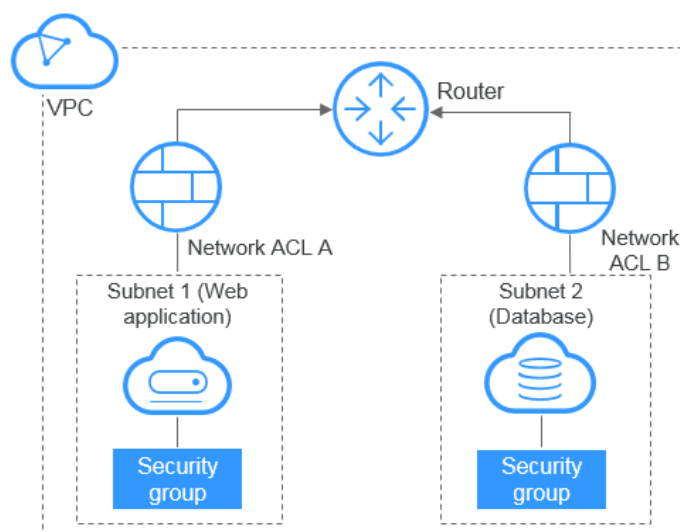 VPC
Router
Network ACL A
Network
ACL B
Subnet 1 (Web
application)
Subnet 2
(Database)
Security
group
Security
group